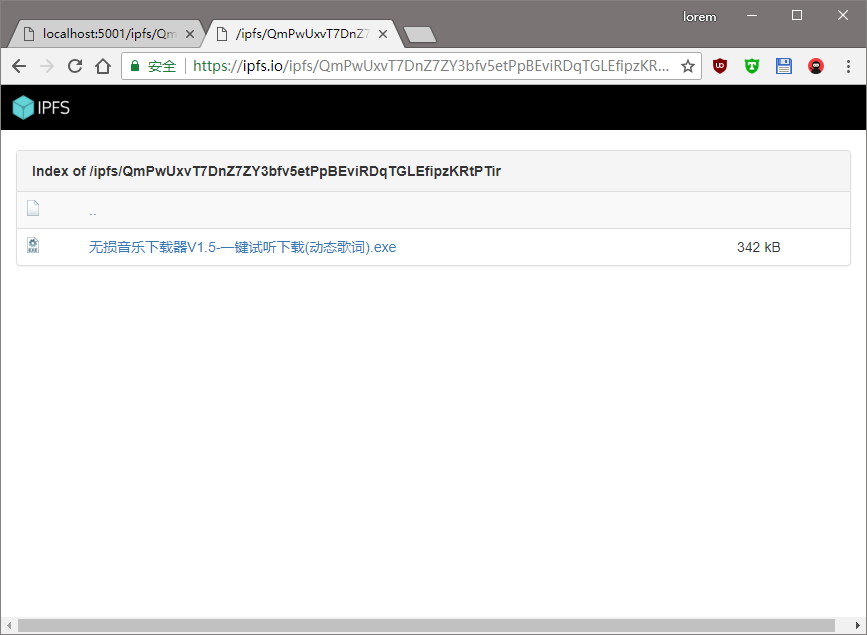 lorem
localhost:5001/ipfs/Qm
/ipfs/QmPwUxvT7DnZ7
安全
https://ipfs.io/ipfs/QmPwUxvT7DnZ7ZY3bfv5etPpBEviRDqTGLEfipzKR...
IPFS
Index of /ipfs/QmPwUxvT7DnZ7ZY3bfv5etPpBEviRDqTGLEfipzKRtPTir
..
无损音乐下载器V1.5-一键试听下载(动态歌词).exe 342 kB